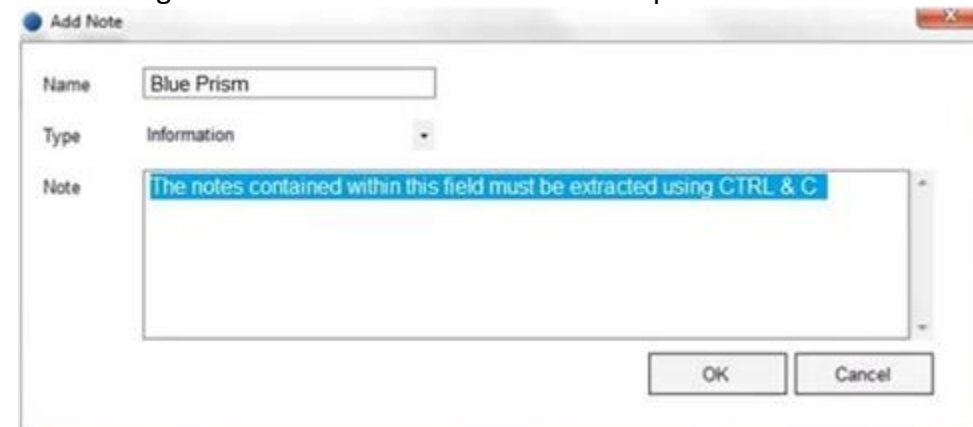 Add Note
Name Blue Prism
Type Information
Note The notes contained within this field must be extracted using CTRL & C
OK Cancel